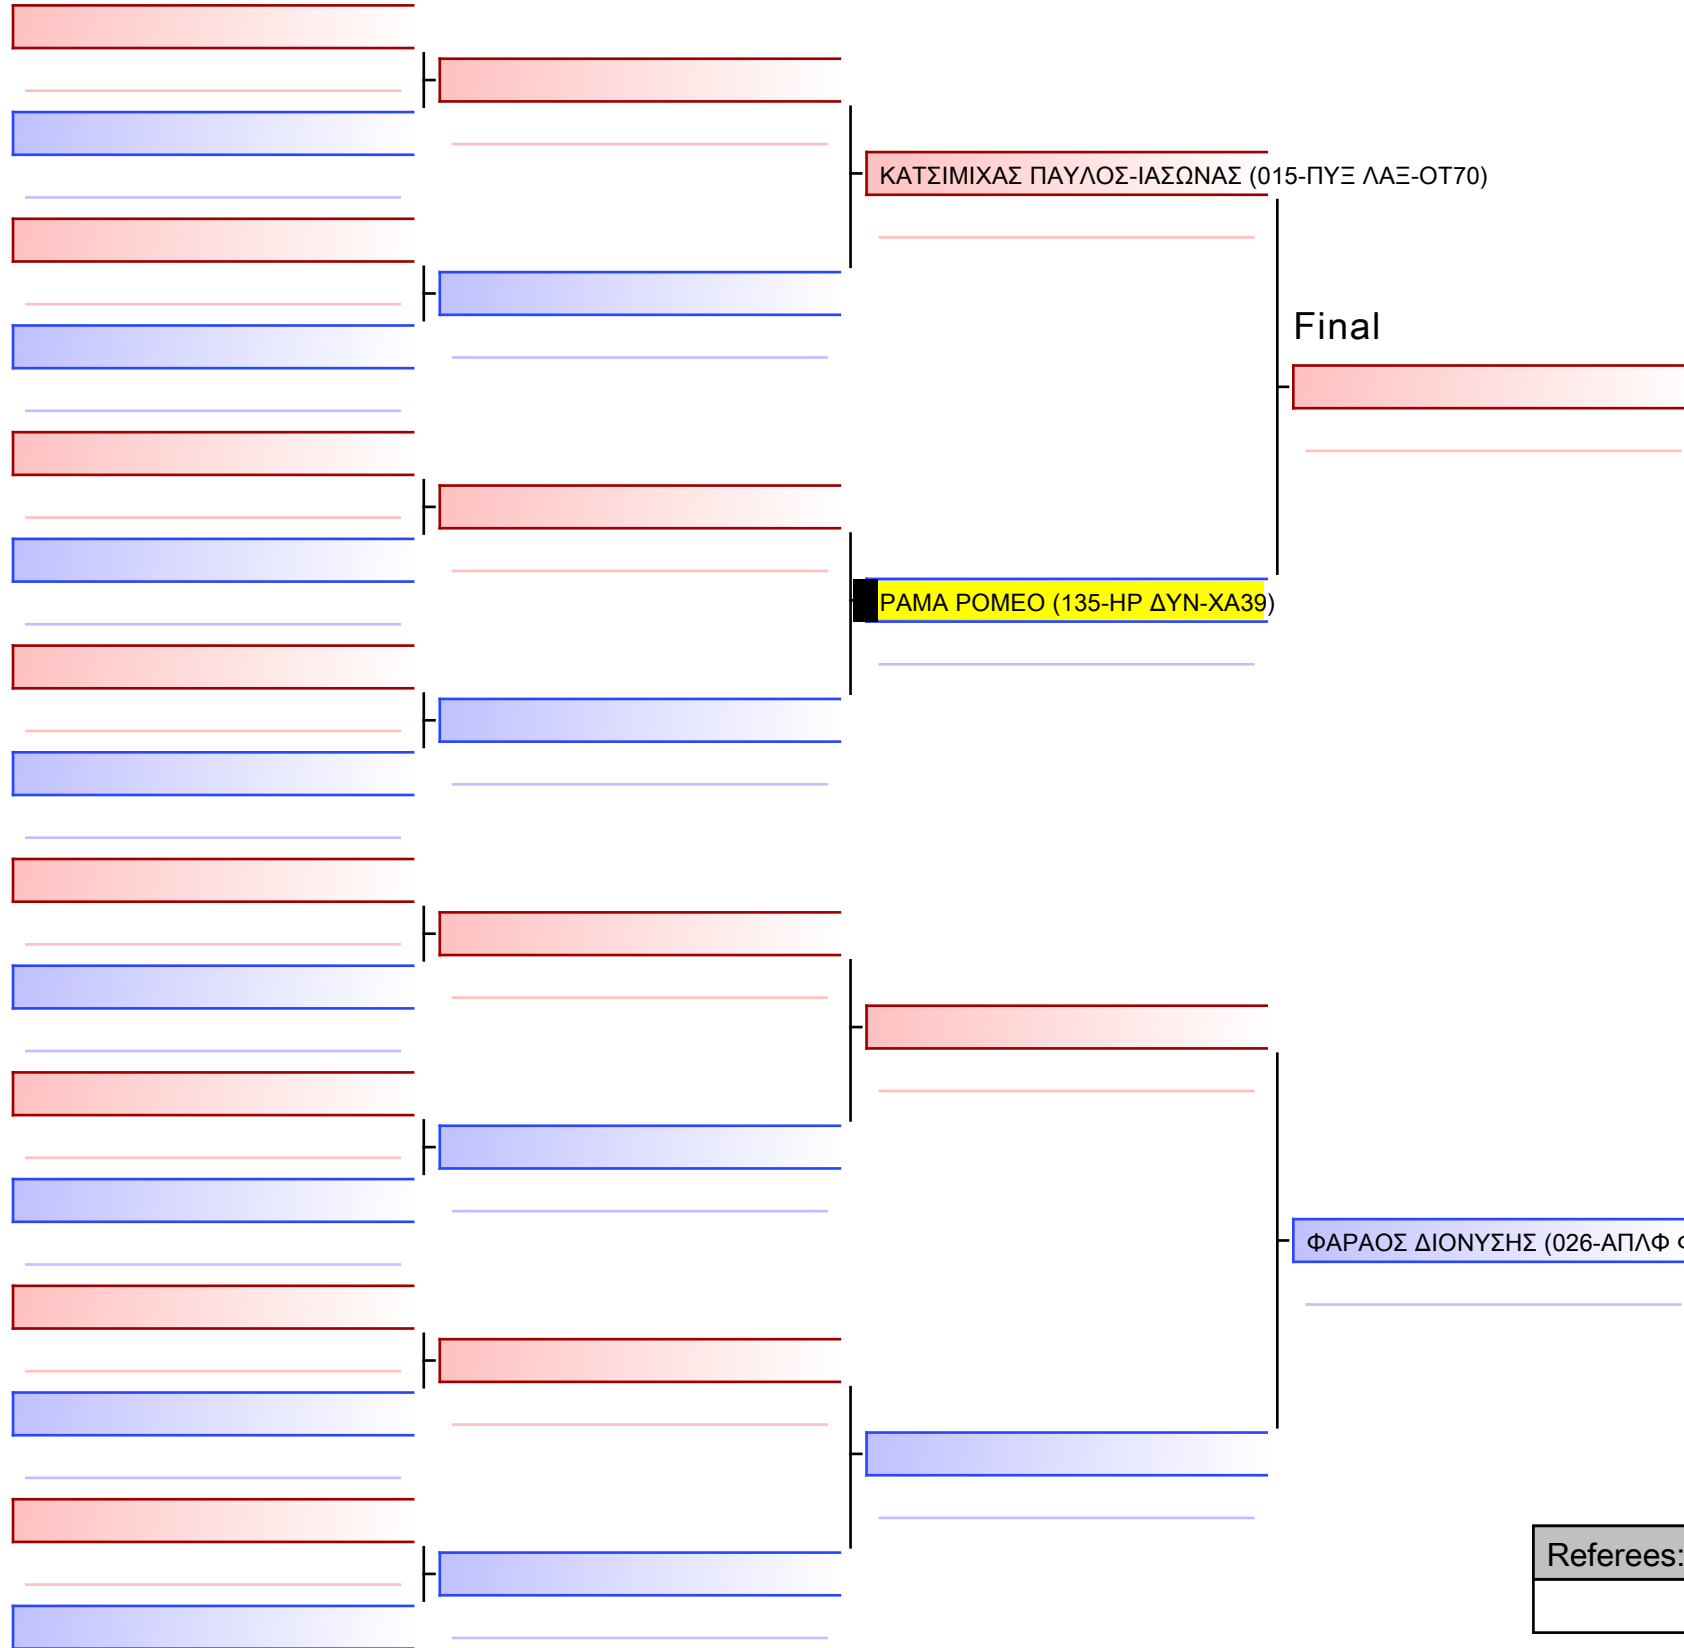 ΚΑΤΣΙΜΙΧΑΣ ΠΑΥΛΟΣ-ΙΑΣΩΝΑΣ (015-ΠΥΞ ΛΑΞ-ΟΤ70)
Final
ΡΑΜΑ ΡΟΜΕΟ (135-ΗΡ ΔΥΝ-ΧΑ39)
ΦΑΡΑΟΣ ΔΙΟΝΥΣΗΣ (026-ΑΠΛΦ
Referees: